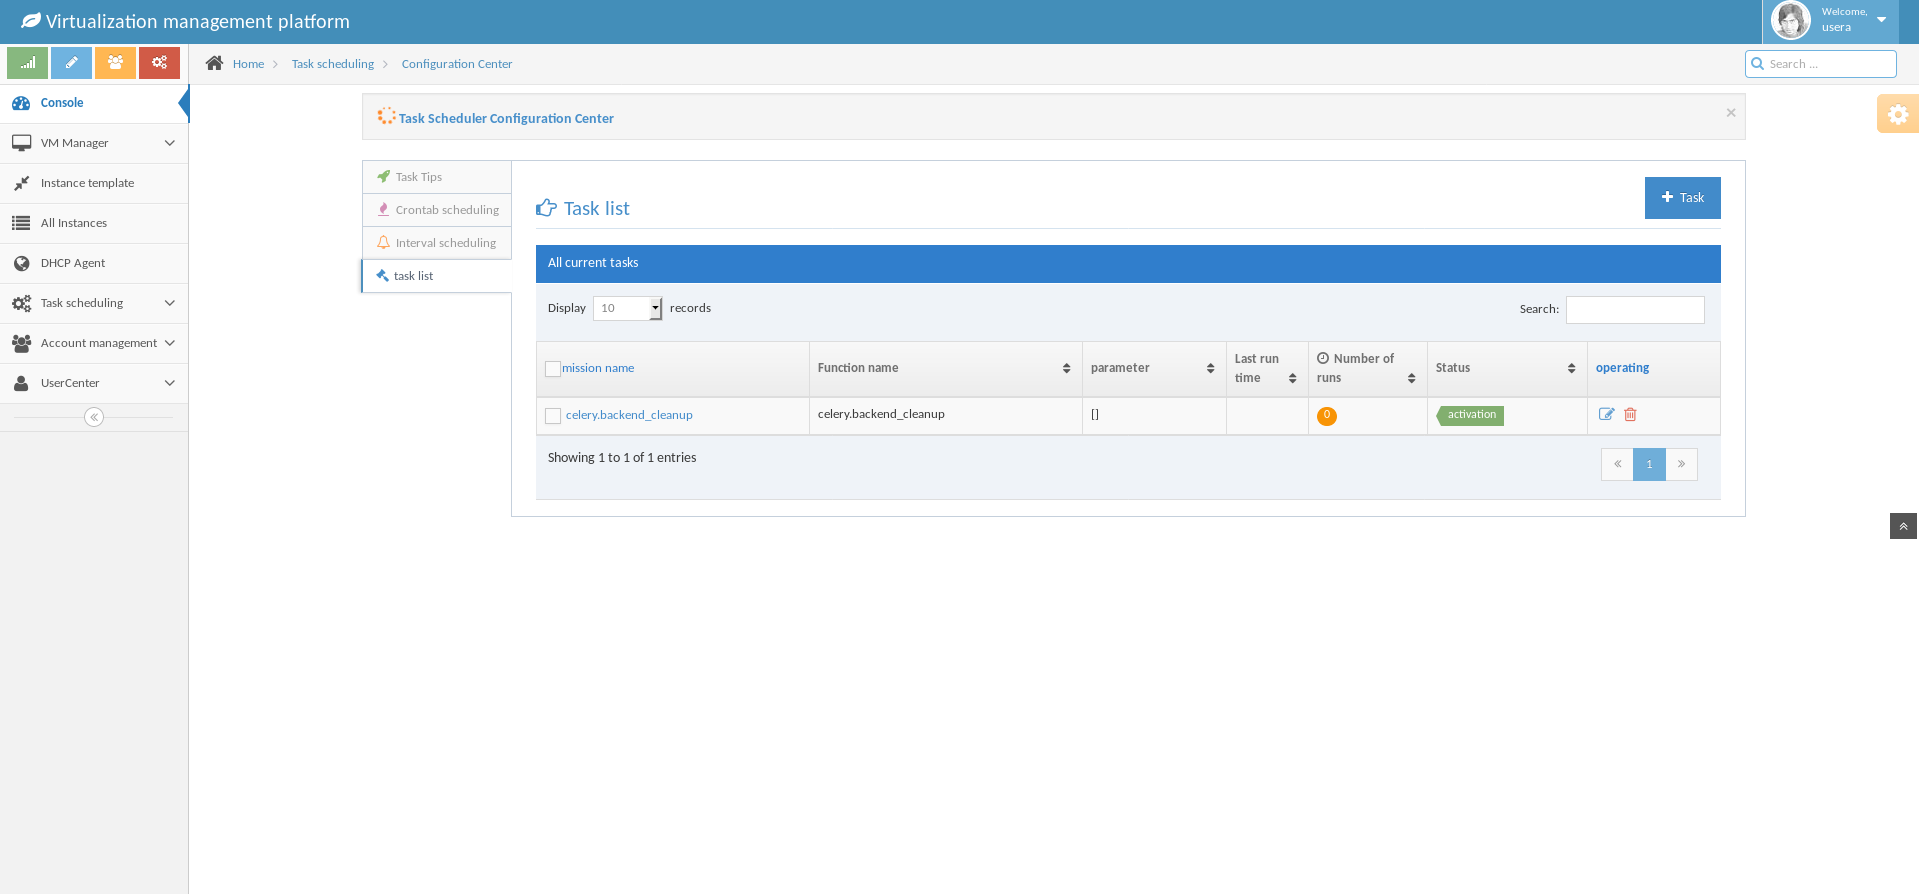 Virtualization management platform
Welcome,
usera
Home
Task scheduling
Configuration Center
Search ...
Console
VM Manager
Instance template
All Instances
DHCP Agent
Task scheduling
Account management
UserCenter
Task Scheduler Configuration Center
×
Task Tips
Crontab scheduling
Interval scheduling
task list
Task list
Task
All current tasks
Display 10 records
Search:
mission name
Function name
parameter
Last run
time
Number of
runs
Status
operating
celery.backend_cleanup
celery.backend_cleanup
[]
0
activation
Showing 1 to 1 of 1 entries
« 1 »